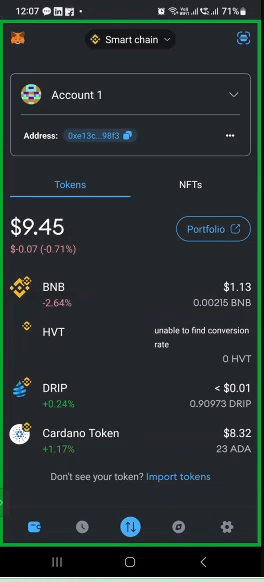 12:07
71%
Smart chain
Account 1
Address: 0xe13c...98f3
Tokens
NFTs
$9.45
Portfolio
$-0.07 (-0.71%)
BNB
$1.13
-2.64%
0.00215 BNB
HVT
unable to find conversion
rate
0 HVT
DRIP
< $0.01
+0.24%
0.90973 DRIP
Cardano Token
$8.32
+1.17%
23 ADA
Don't see your token? Import tokens